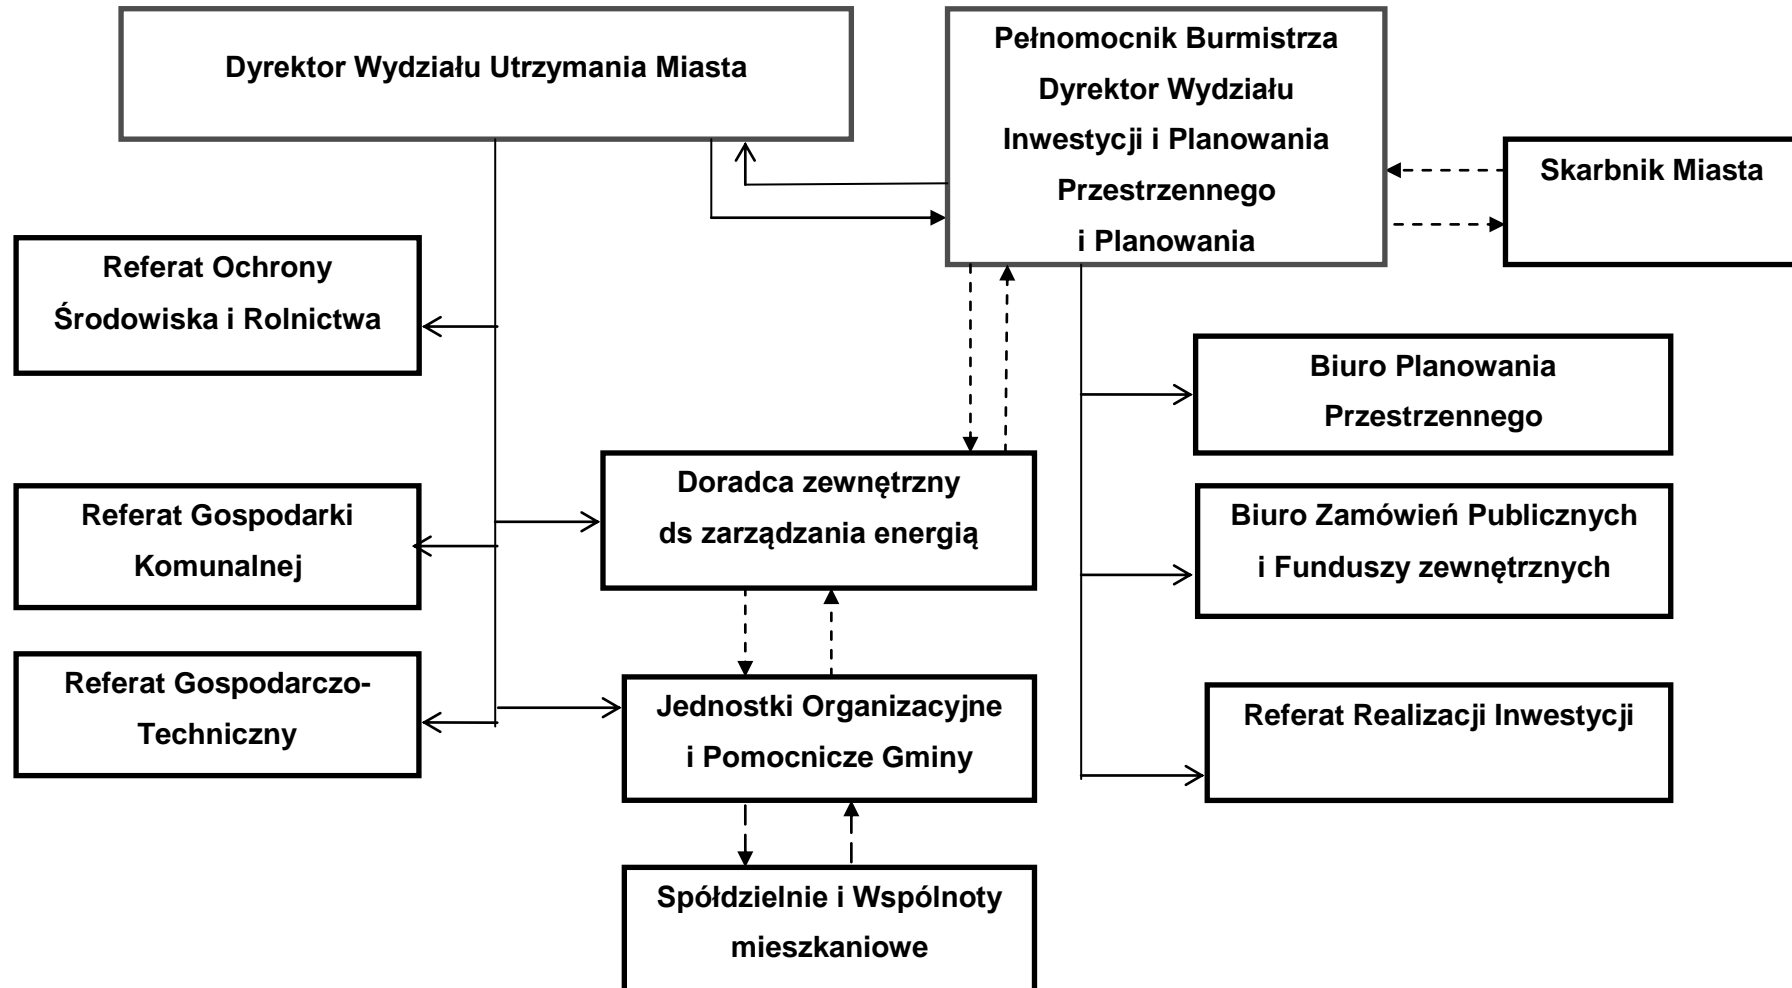 Dyrektor Wydziału Utrzymania Miasta
Pełnomocnik Burmistrza
Dyrektor Wydziału
Inwestycji i Planowania
Przestrzennego
i Planowania
Skarbnik Miasta
Referat Ochrony
Środowiska i Rolnictwa
Biuro Planowania
Przestrzennego
Doradca zewnętrzny
ds zarządzania energią
Referat Gospodarki
Komunalnej
Biuro Zamówień Publicznych
i Funduszy zewnętrznych
Referat Gospodarczo-
Techniczny
Jednostki Organizacyjne
i Pomocnicze Gminy
Referat Realizacji Inwestycji
Spółdzielnie i Wspólnoty
mieszkaniowe